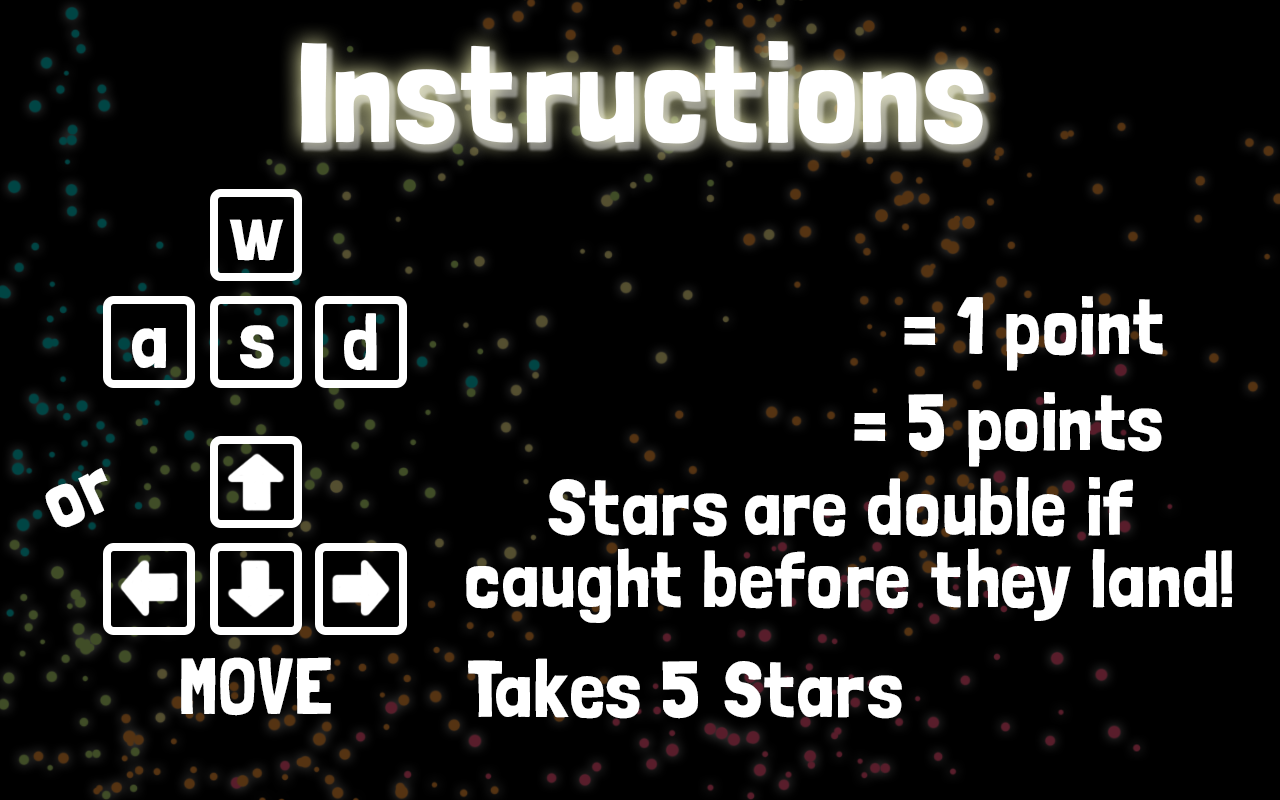 Instructions
w
a s d
or
MOVE
= 1 point
= 5 points
Stars are double if
caught before they land!
Takes 5 Stars